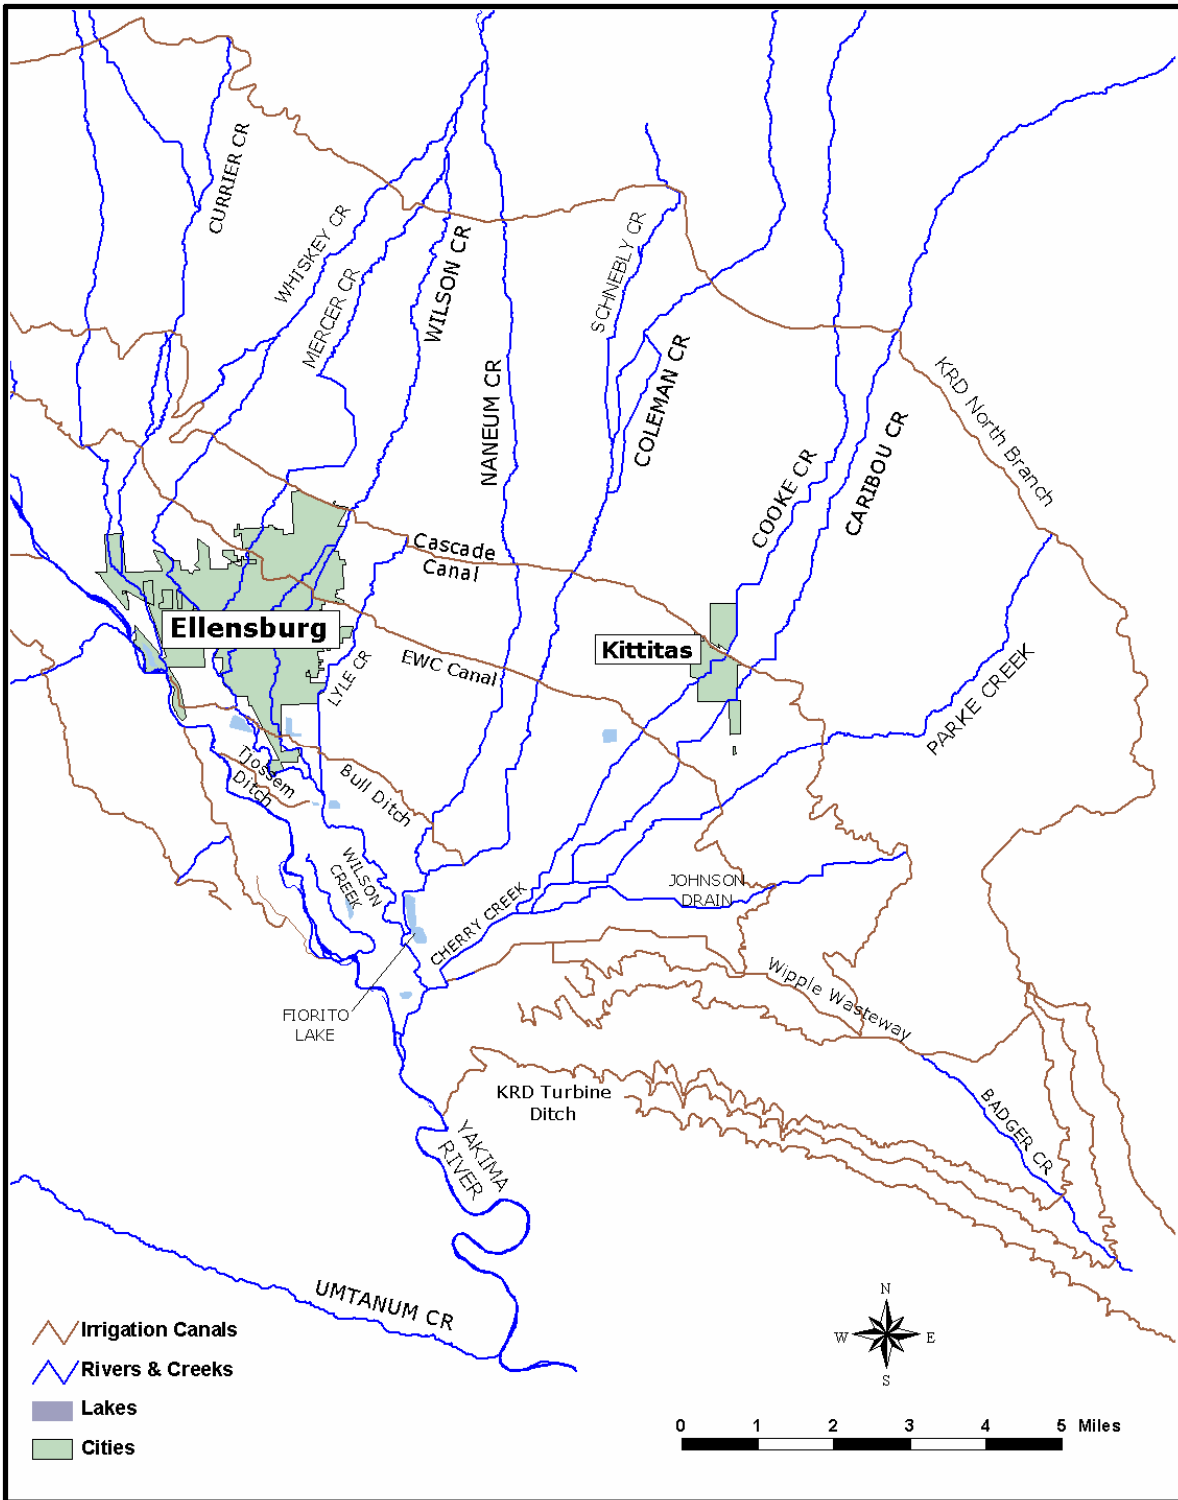 CURRIER CR
WHISKEY CR
MERCER CR
WILSON CR
NANEUM CR
SCHNEBLY CR
COLEMAN CR
COOKE CR
CARIBOU CR
KRD North Branch
Cascade
Canal
Ellensburg
Kittitas
EWC Canal
LYLE CR
PARKE CREEK
Tjossem
Ditch
Bull Ditch
WILSON
CREEK
CHERRY CREEK
JOHNSON
DRAIN
Wipple Wasteway
FIORITO
LAKE
KRD Turbine
Ditch
BADGER CR
YAKIMA
RIVER
UMTANUM CR
Irrigation Canals
Rivers & Creeks
Lakes
Cities
N
W
E
S
0 1 2 3 4 5 Miles